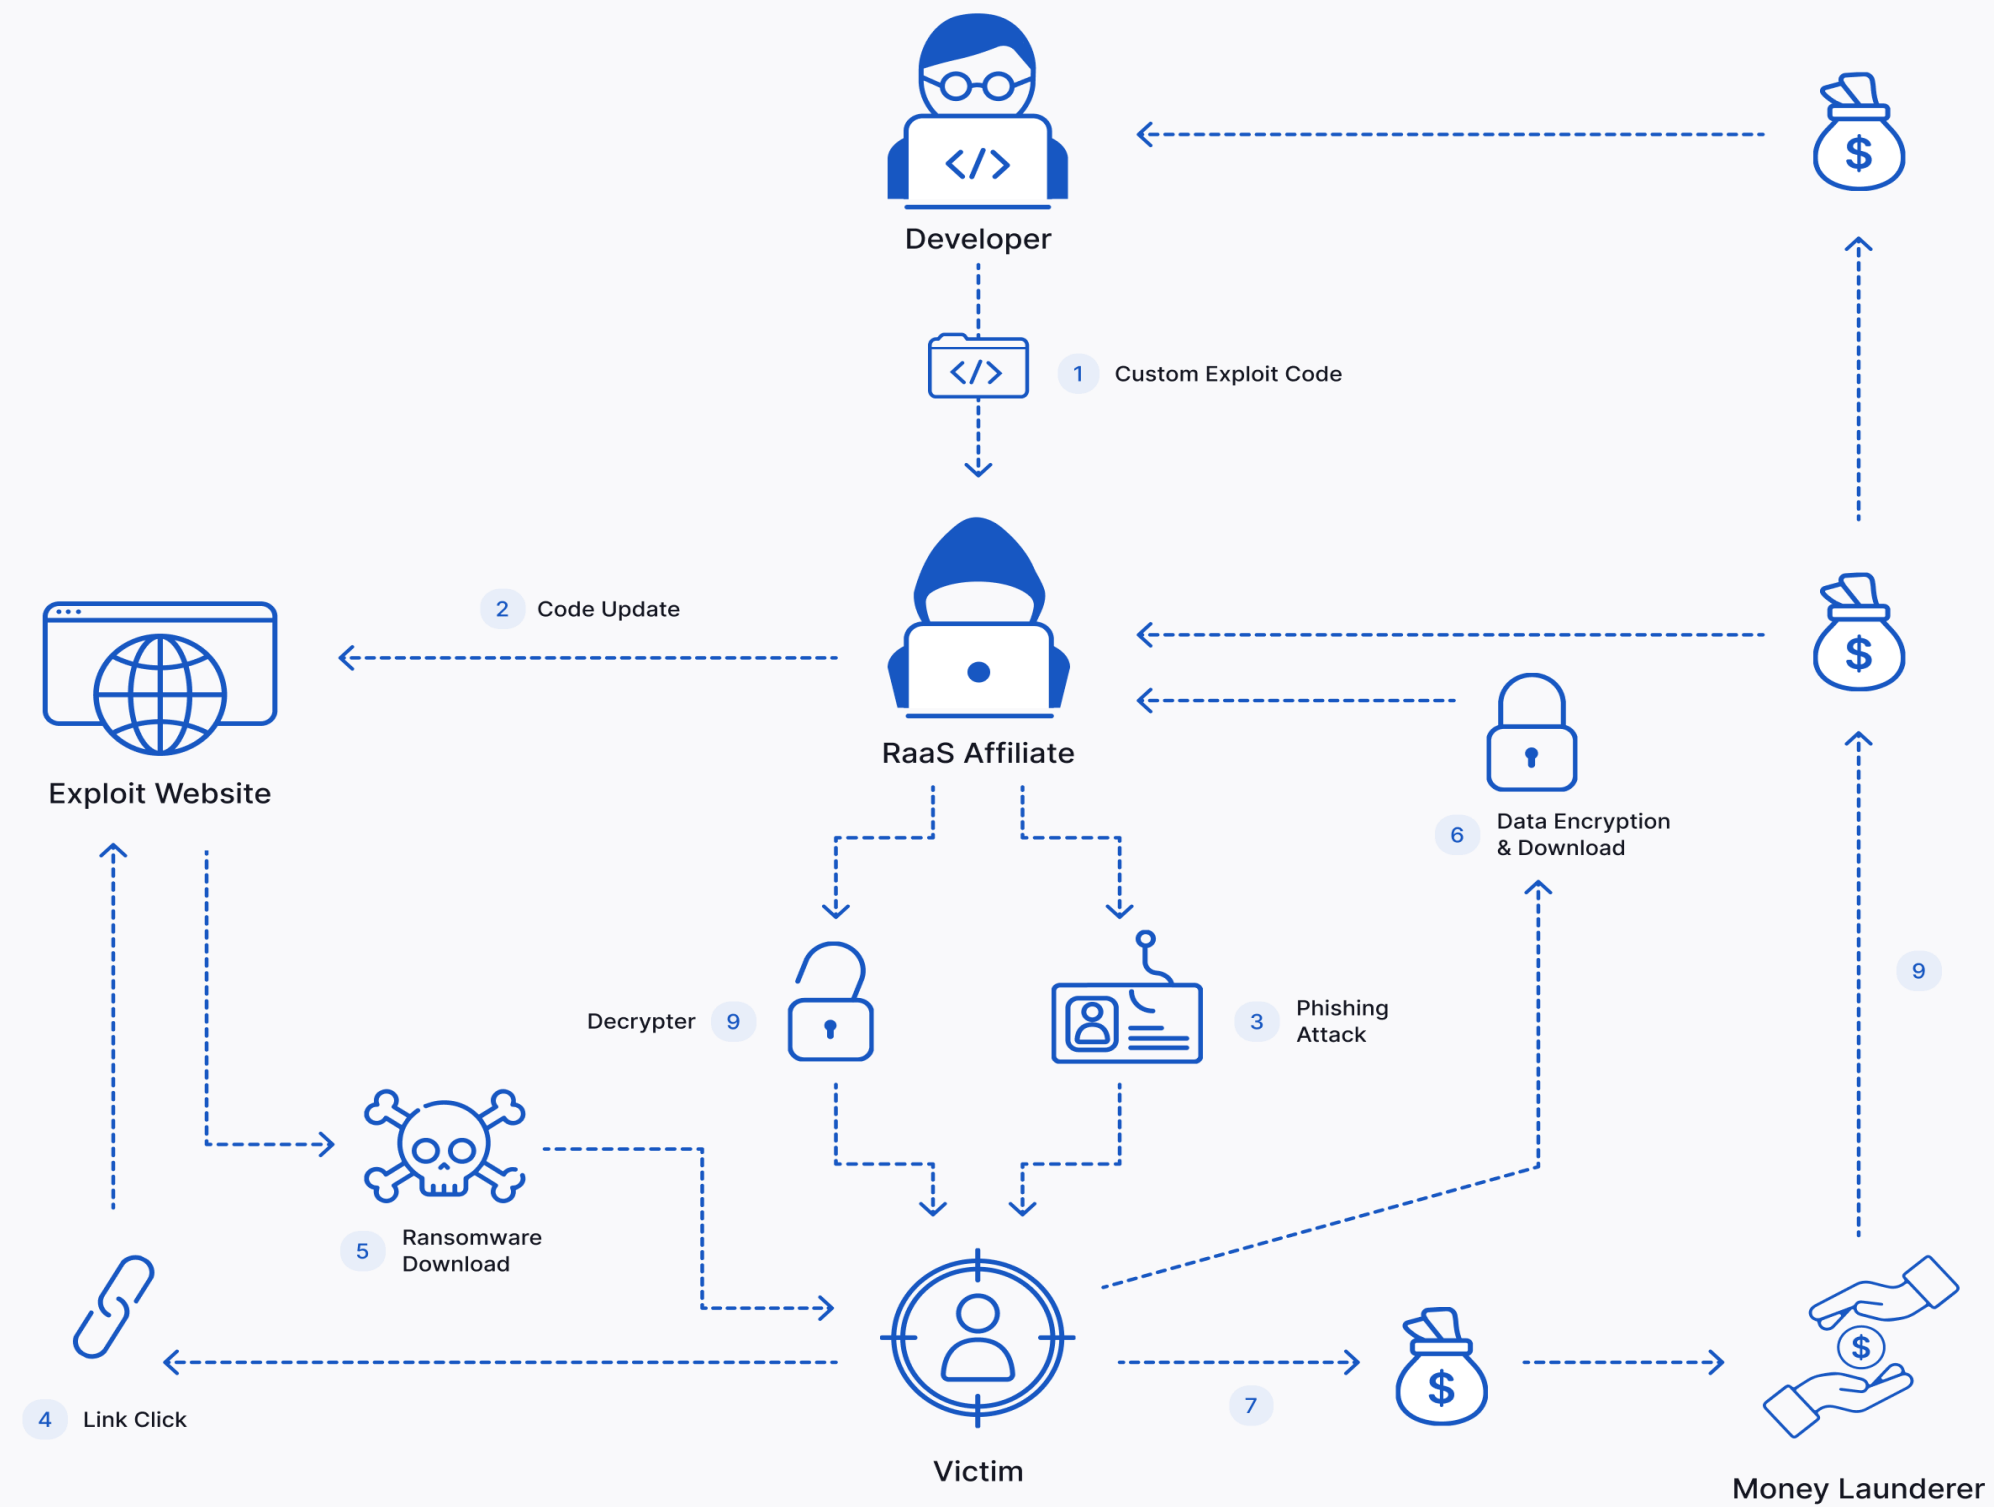 </>
Developer
</>
1 Custom Exploit Code
2 Code Update
$
$
RaaS Affiliate
Exploit Website
6 Data Encryption
& Download
9
Decrypter 9
3 Phishing
Attack
5 Ransomware
Download
4 Link Click
Victim
7
$
$
Money Launderer